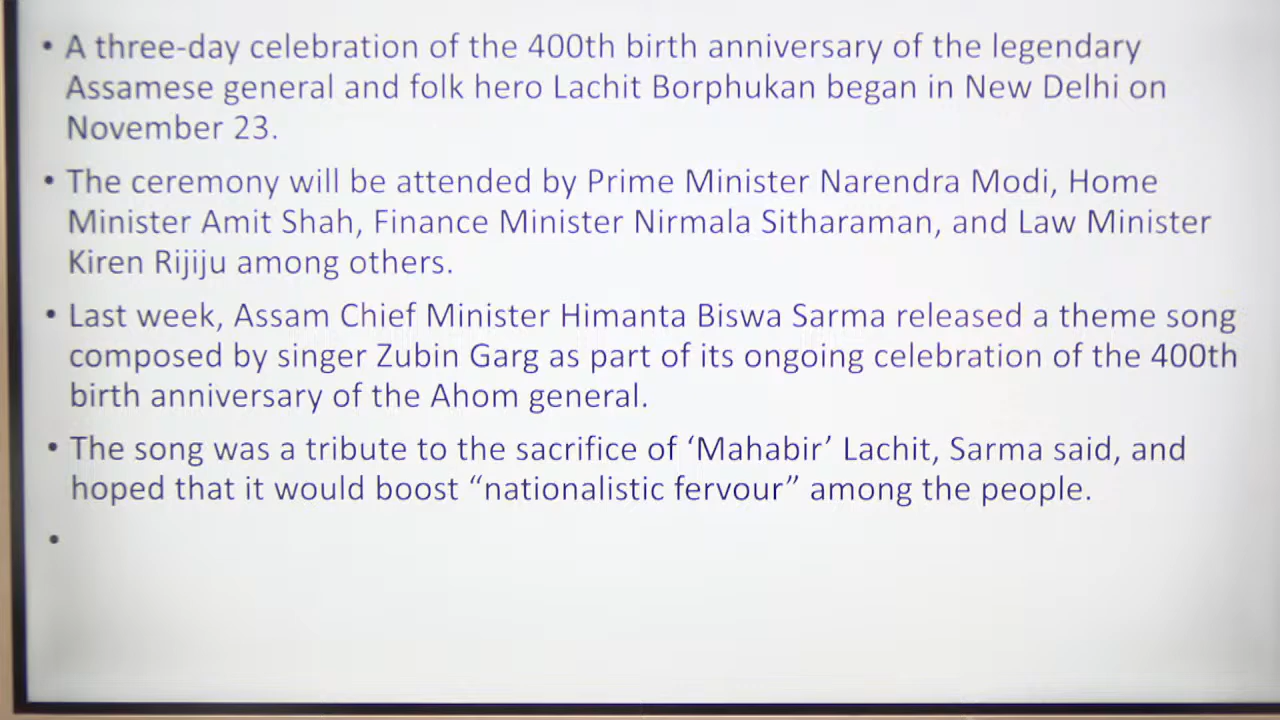 • A three-day celebration of the 400th birth anniversary of the legendary
Assamese general and folk hero Lachit Borphukan began in New Delhi on
November 23.
• The ceremony will be attended by Prime Minister Narendra Modi, Home
Minister Amit Shah, Finance Minister Nirmala Sitharaman, and Law Minister
Kiren Rijiju among others.
• Last week, Assam Chief Minister Himanta Biswa Sarma released a theme song
composed by singer Zubin Garg as part of its ongoing celebration of the 400th
birth anniversary of the Ahom general.
• The song was a tribute to the sacrifice of ‘Mahabir’ Lachit, Sarma said, and
hoped that it would boost “nationalistic fervour” among the people.
•